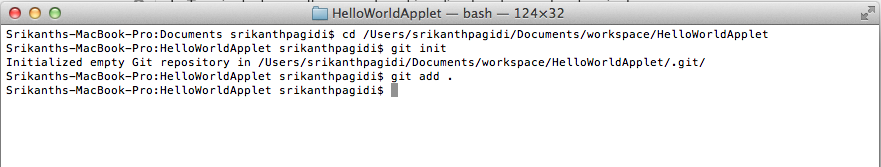 HelloWorldApplet — bash — 124×32
Srikanths-MacBook-Pro:Documents srikanthpagidi$ cd /Users/srikanthpagidi/Documents/workspace/HelloWorldApplet
Srikanths-MacBook-Pro:HelloWorldApplet srikanthpagidi$ git init
Initialized empty Git repository in /Users/srikanthpagidi/Documents/workspace/HelloWorldApplet/.git/
Srikanths-MacBook-Pro:HelloWorldApplet srikanthpagidi$ git add .
Srikanths-MacBook-Pro:HelloWorldApplet srikanthpagidi$